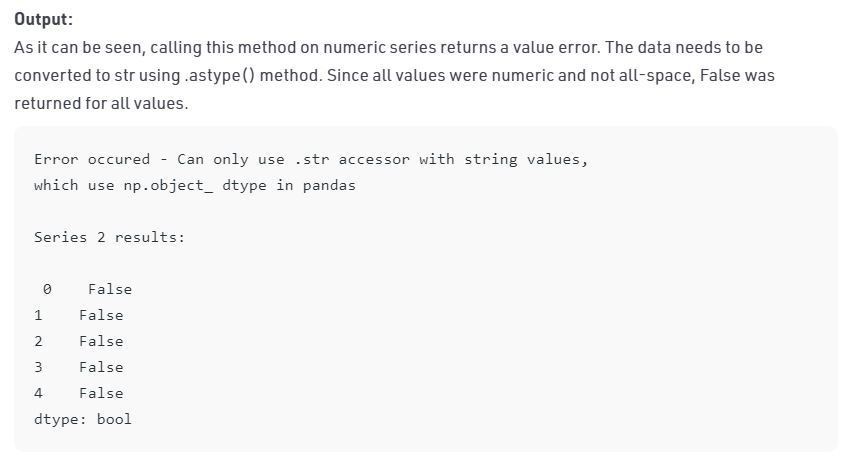 Output:
As it can be seen, calling this method on numeric series returns a value error. The data needs to be
converted to str using .astype() method. Since all values were numeric and not all-space, False was
returned for all values.
Error occured - Can only use .str accessor with string values,
which use np.object_ dtype in pandas
Series 2 results:
0    False
1    False
2    False
3    False
4    False
dtype: bool